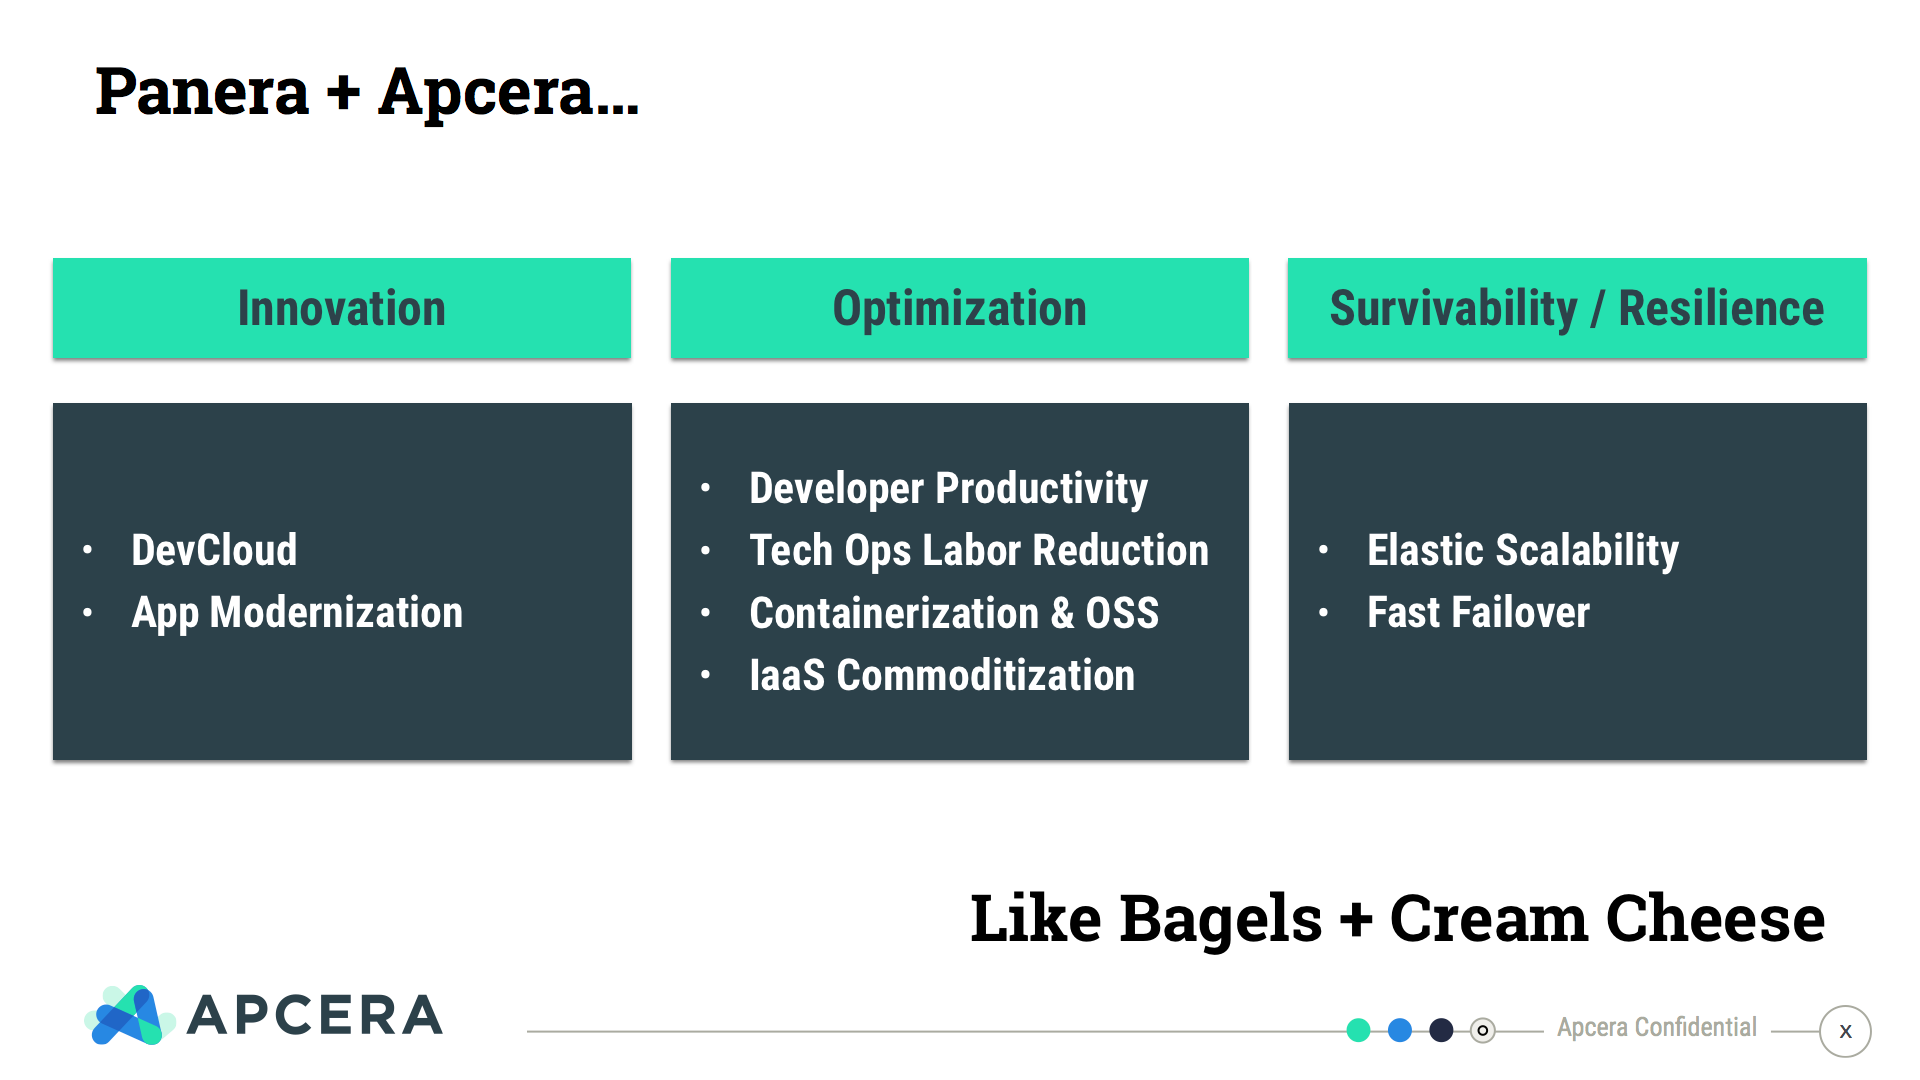 Panera + Apcera...
Innovation
Optimization
Survivability / Resilience
• DevCloud
• App Modernization
• Developer Productivity
• Tech Ops Labor Reduction
• Containerization & OSS
• IaaS Commoditization
• Elastic Scalability
• Fast Failover
Like Bagels + Cream Cheese
APCERA
Apcera Confidential
x